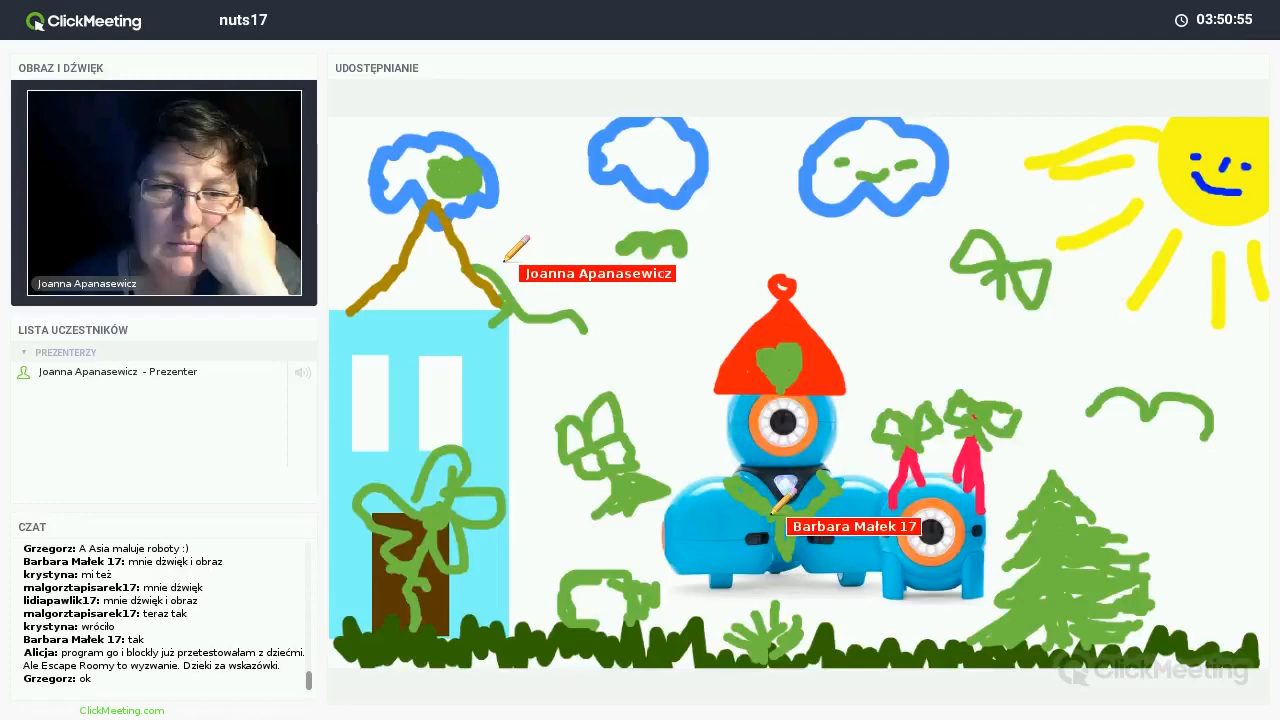 ClickMeeting
nuts17
03:50:55
OBRAZ I DŹWIĘK
Joanna Apanasewicz
LISTA UCZESTNIKÓW
PREZENTERZY
Joanna Apanasewicz - Prezenter
CZAT
Grzegorz: A Asia maluje roboty :)
Barbara Małek 17: mnie dźwięk i obraz
krystyna: mi też
malgorztapisarek17: mnie dźwięk
lidiapawlik17: mnie dźwięk i obraz
malgorztapisarek17: teraz tak
krystyna: wróciło
Barbara Małek 17: tak
Alicja: program go i blockly już przetestowałam z dziećmi.
Ale Escape Roomy to wyzwanie. Dzieki za wskazówki.
Grzegorz: ok
ClickMeeting.com
UDOSTĘPNIANIE
Joanna Apanasewicz
Barbara Małek 17
ClickMeeting